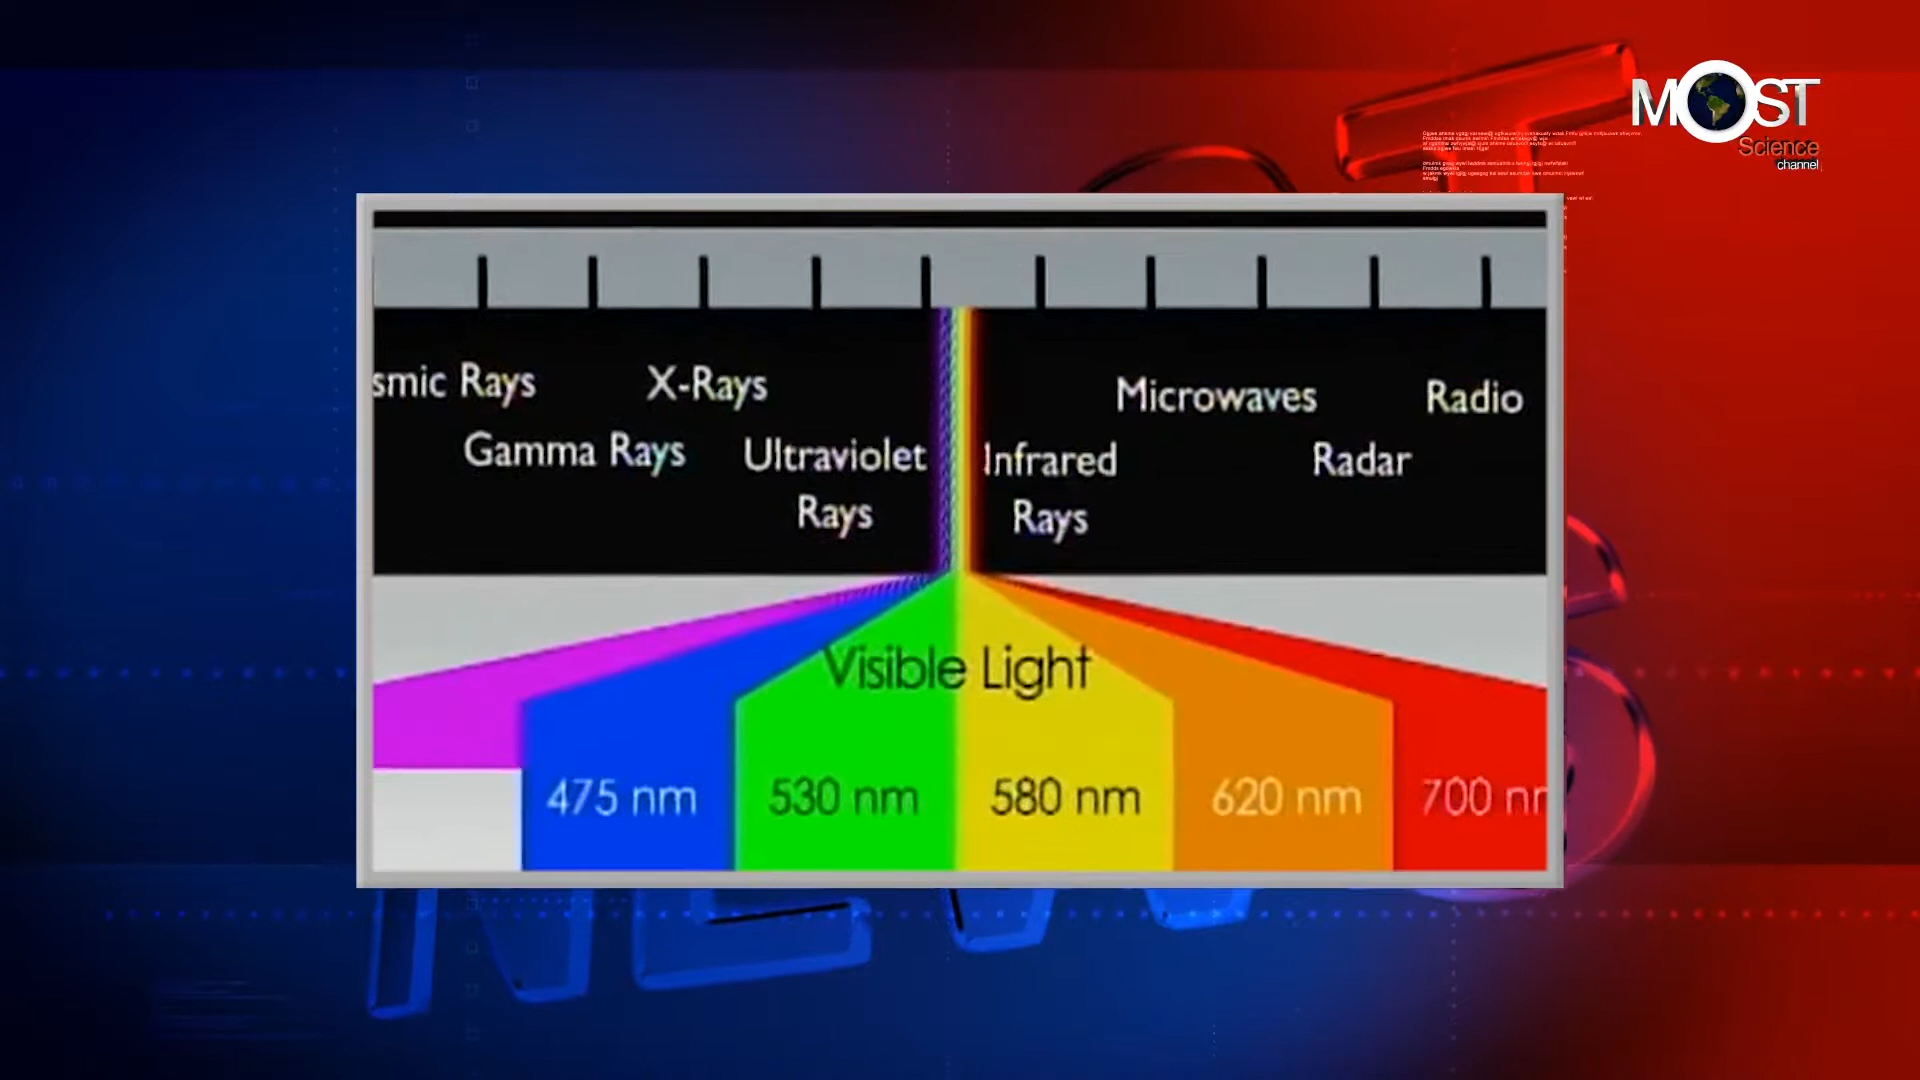 MOST
Science
channel
smic Rays
X-Rays
Microwaves
Radio
Gamma Rays
Ultraviolet
Rays
Infrared
Rays
Radar
Visible Light
475 nm
530 nm
580 nm
620 nm
700 n
NEW